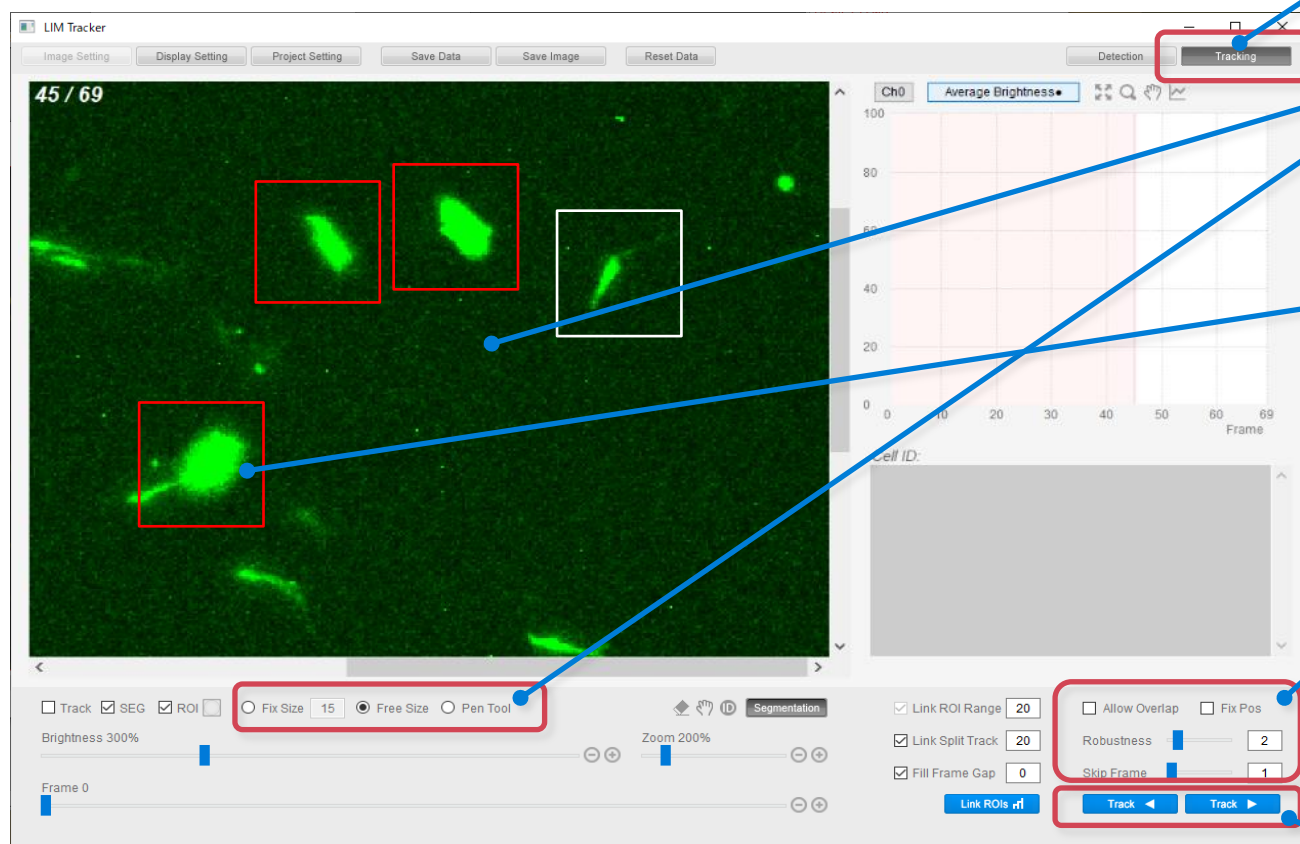 LIM Tracker
Image Setting Display Setting Project Setting Save Data Save Image Reset Data Detection Tracking
45 / 69
Ch0 Average Brightness●
100
80
60
40
20
0
0 10 20 30 40 50 60 69
Frame
Cell ID:
Track SEG ROI Fix Size 15 Free Size Pen Tool ID Segmentation
Brightness 300% Zoom 200%
Frame 0
Link ROI Range 20 Allow Overlap Fix Pos
Link Split Track 20 Robustness 2
Fill Frame Gap 0 Skip Frame 1
Link ROIs Track Track